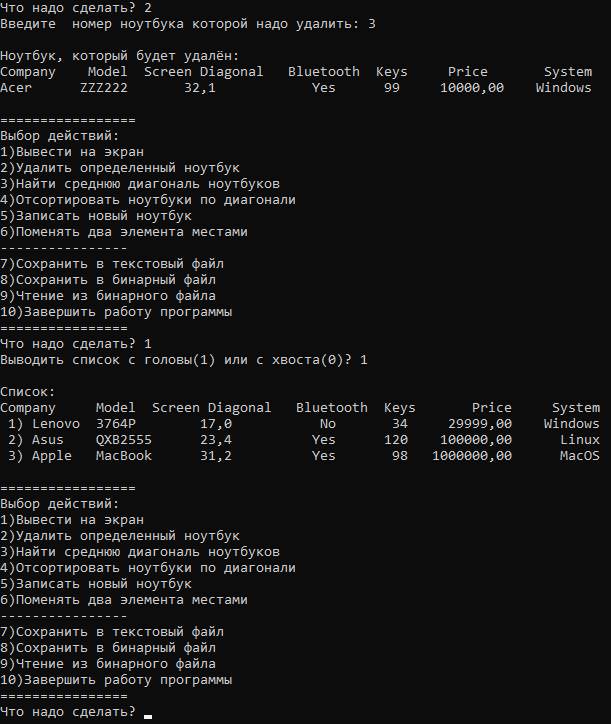 Что надо сделать? 2
Введите  номер ноутбука которой надо удалить: 3
Ноутбук, который будет удалён:
Company    Model  Screen Diagonal   Bluetooth  Keys     Price       System
Acer      ZZZ222       32,1            Yes      99     10000,00    Windows
=================
Выбор действий:
1)Вывести на экран
2)Удалить определенный ноутбук
3)Найти среднюю диагональ ноутбуков
4)Отсортировать ноутбуки по диагонали
5)Записать новый ноутбук
6)Поменять два элемента местами
----------------
7)Сохранить в текстовый файл
8)Сохранить в бинарный файл
9)Чтение из бинарного файла
10)Завершить работу программы
================
Что надо сделать? 1
Выводить список с головы(1) или с хвоста(0)? 1
Список:
Company     Model  Screen Diagonal   Bluetooth  Keys       Price     System
 1) Lenovo  3764P        17,0           No       34     29999,00   Windows
 2) Asus    QXB2555      23,4          Yes      120    100000,00     Linux
 3) Apple   MacBook      31,2          Yes       98   1000000,00     MacOS
=================
Выбор действий:
1)Вывести на экран
2)Удалить определенный ноутбук
3)Найти среднюю диагональ ноутбуков
4)Отсортировать ноутбуки по диагонали
5)Записать новый ноутбук
6)Поменять два элемента местами
----------------
7)Сохранить в текстовый файл
8)Сохранить в бинарный файл
9)Чтение из бинарного файла
10)Завершить работу программы
================
Что надо сделать?